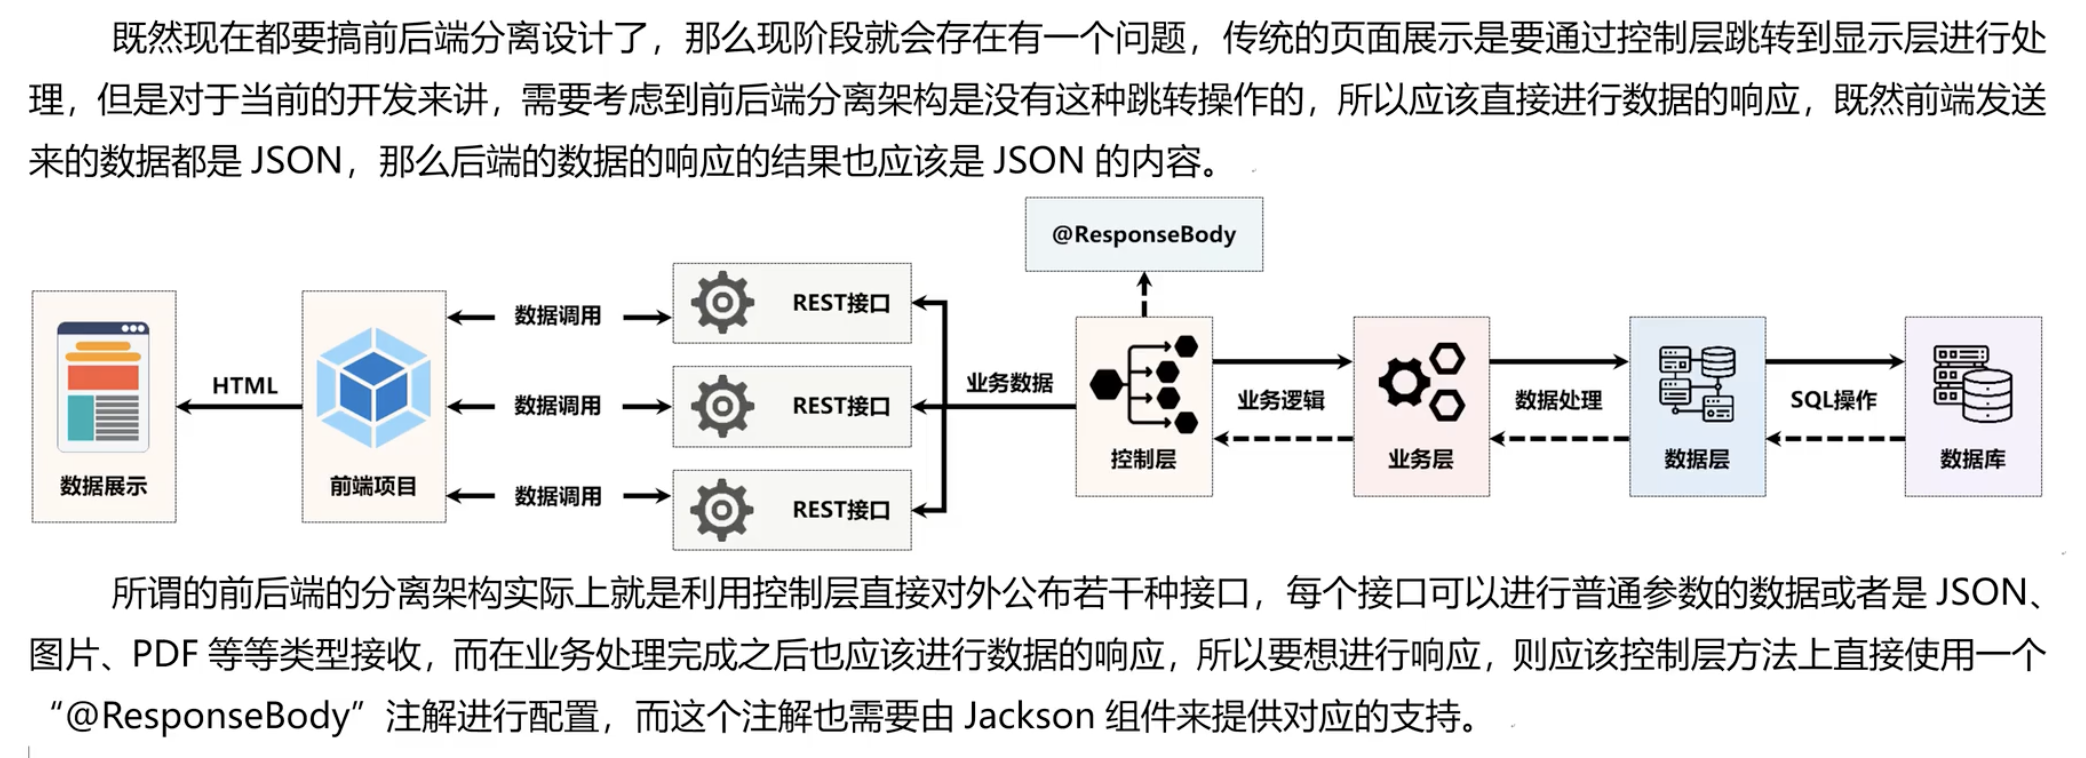 既然现在都要搞前后端分离设计了，那么现阶段就会存在有一个问题，传统的页面展示是要通过控制层跳转到显示层进行处
理，但是对于当前的开发来讲，需要考虑到前后端分离架构是没有这种跳转操作的，所以应该直接进行数据的响应，既然前端发送
来的数据都是 JSON，那么后端的数据的响应的结果也应该是 JSON 的内容。
@ResponseBody
数据展示
HTML
前端项目
数据调用
REST接口
数据调用
REST接口
数据调用
REST接口
业务数据
控制层
业务逻辑
业务层
数据处理
数据层
SQL操作
数据库
所谓的前后端的分离架构实际上就是利用控制层直接对外公布若干种接口，每个接口可以进行普通参数的数据或者是 JSON、
图片、PDF 等等类型接收，而在业务处理完成之后也应该进行数据的响应，所以要想进行响应，则应该控制层方法上直接使用一个
“@ResponseBody”注解进行配置，而这个注解也需要由 Jackson 组件来提供对应的支持。